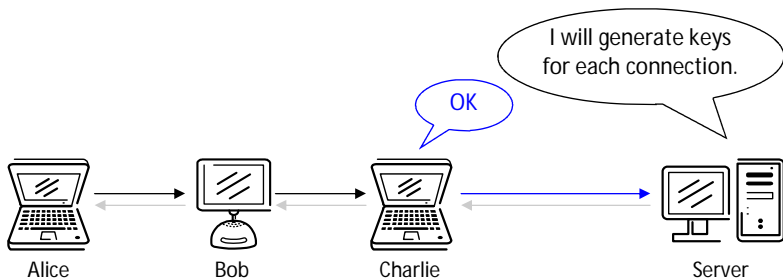 I will generate keys
for each connection.
OK
Alice
Bob
Charlie
Server